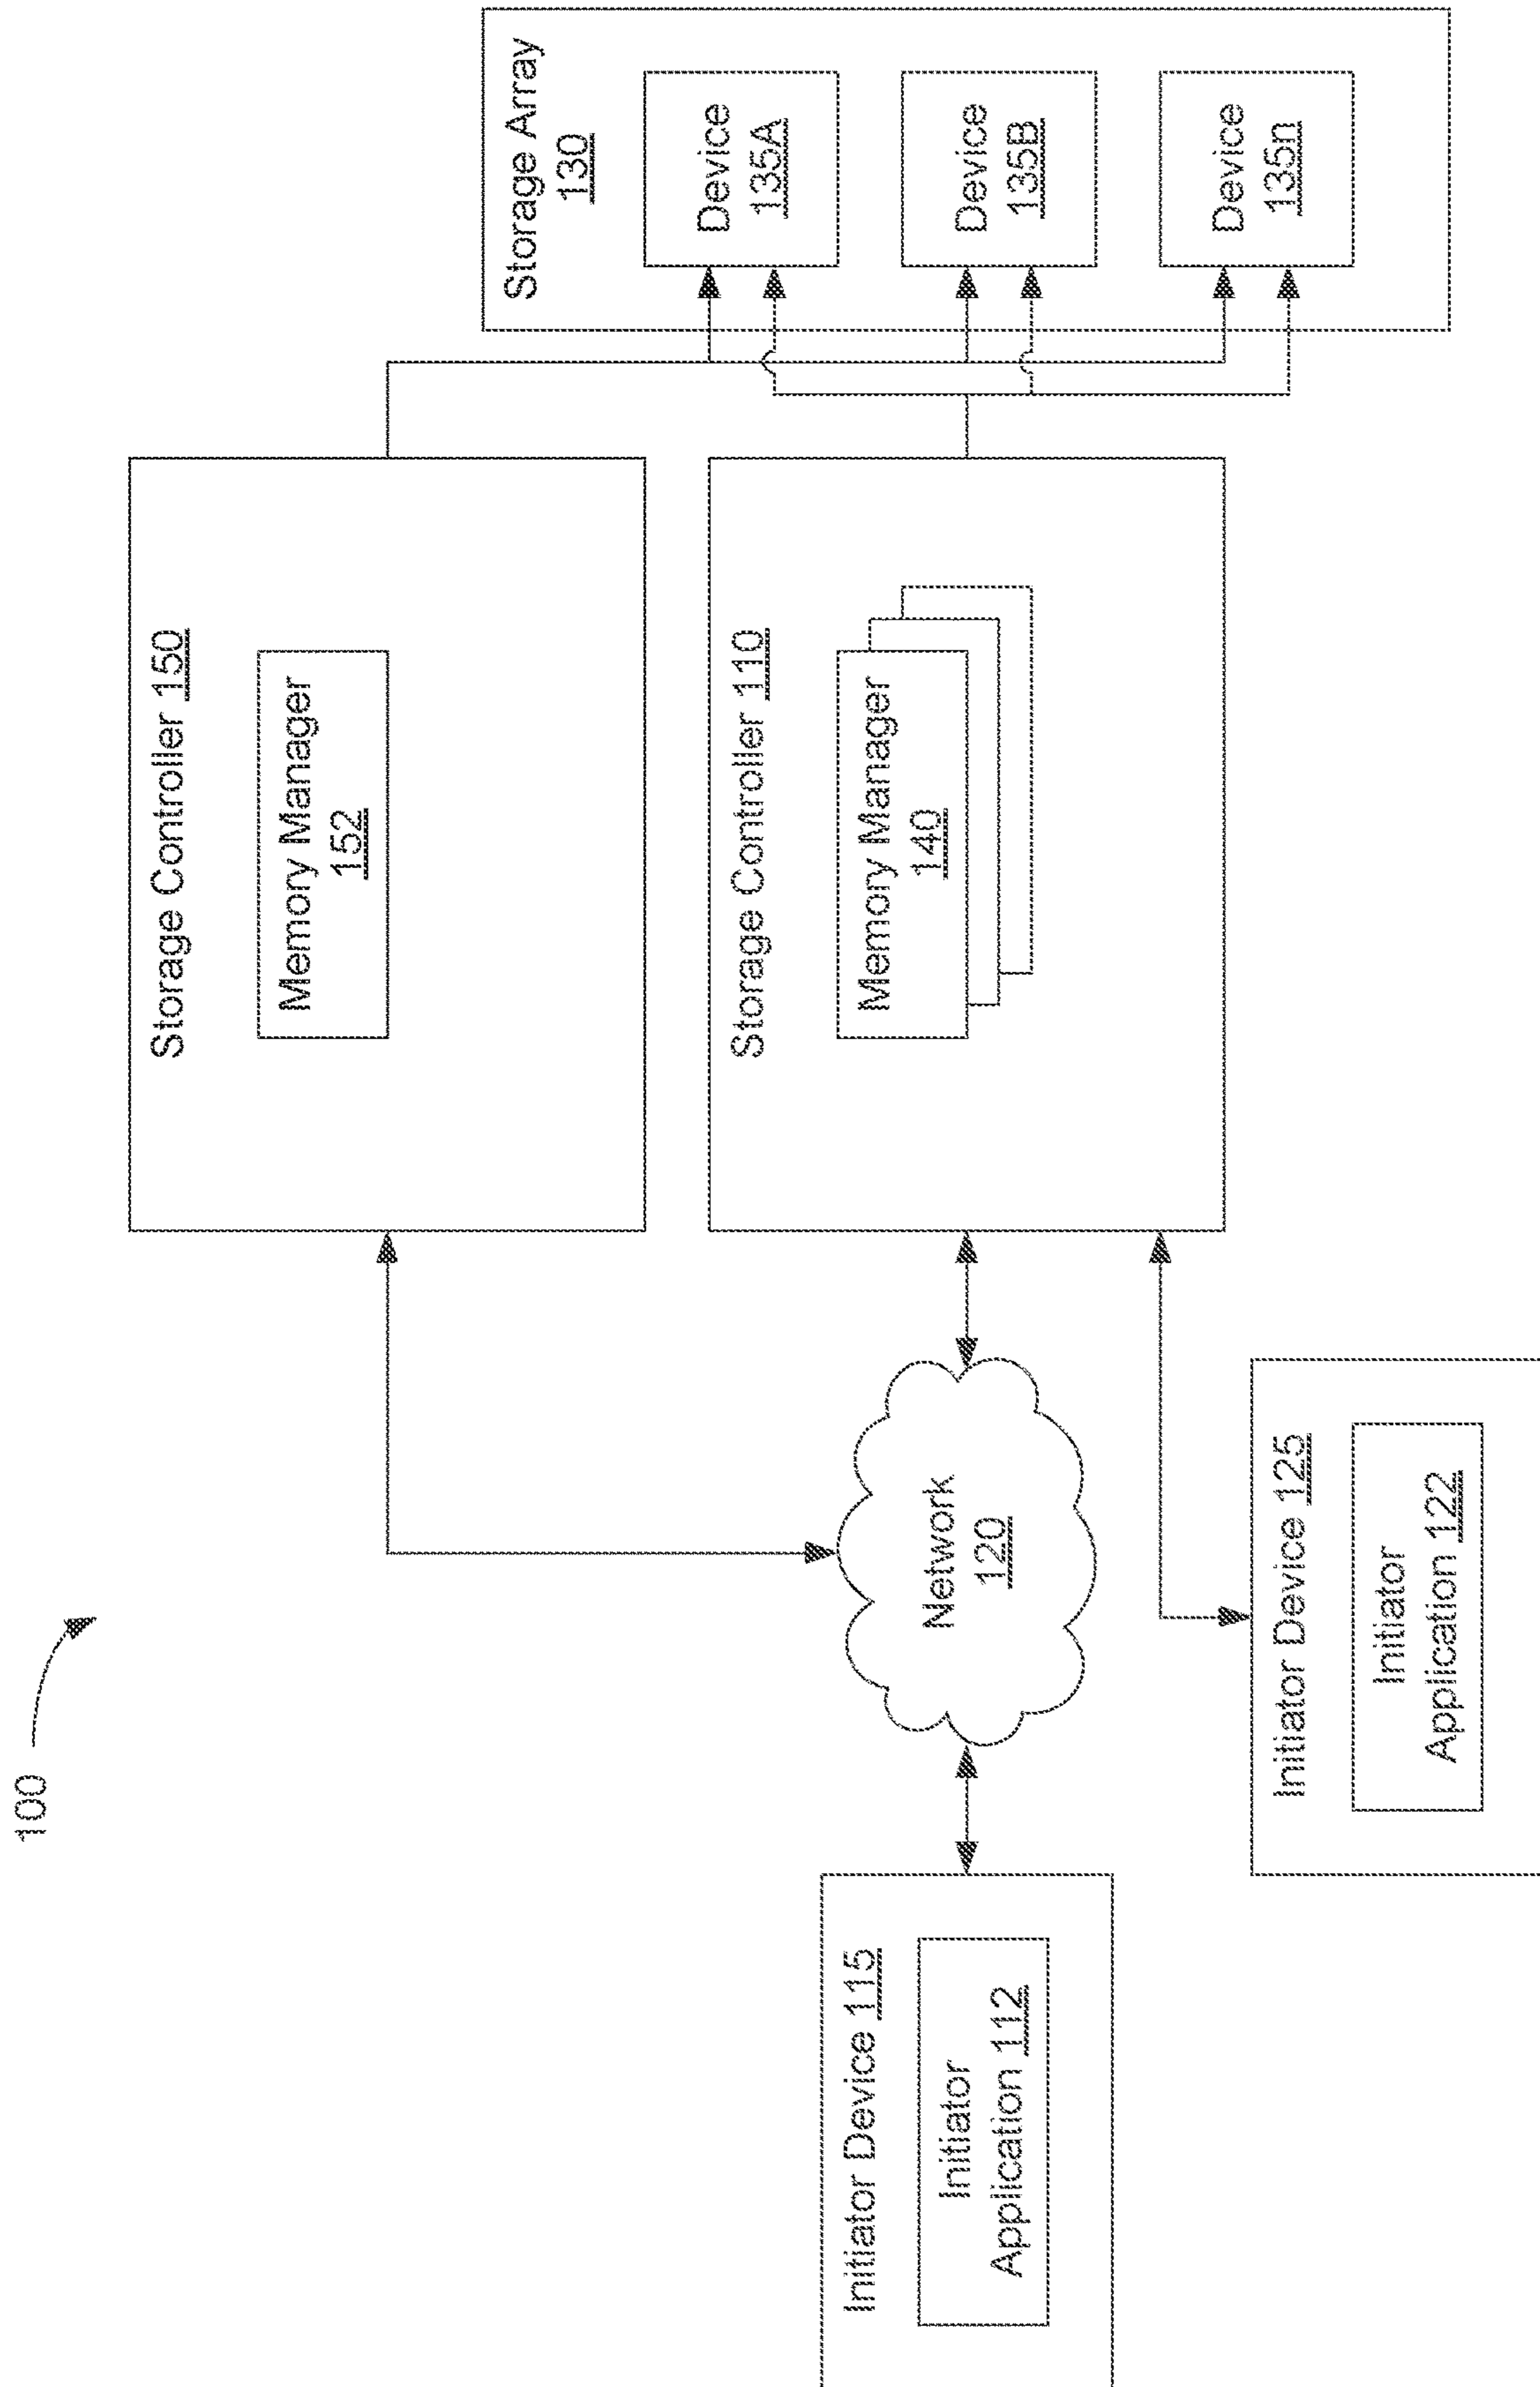 100
Storage Controller 150
Memory Manager
152
Storage Array
130
Device
135A
Device
135B
Device
135n
Storage Controller 110
Memory Manager
140
Network
120
Initiator Device 115
Initiator
Application 112
Initiator Device 125
Initiator
Application 122